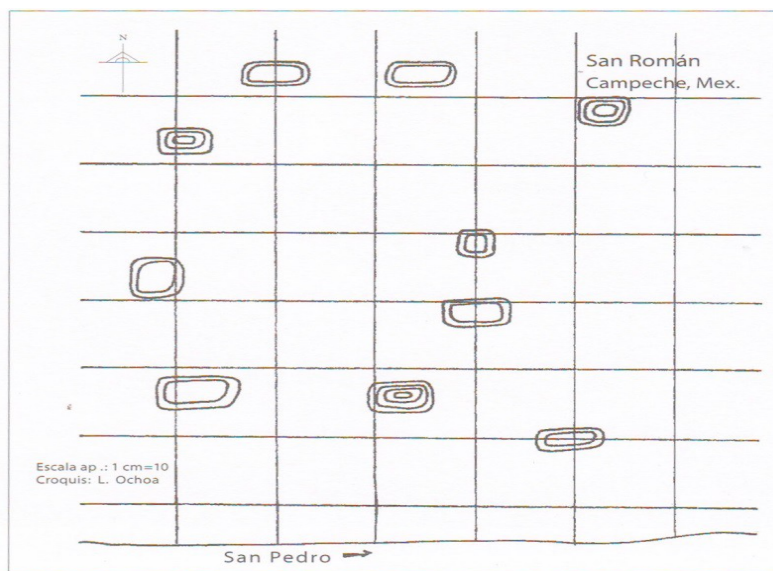 N
San Román
Campeche, Mex.
Escala ap .: 1 cm=10
Croquis: L. Ochoa
San Pedro